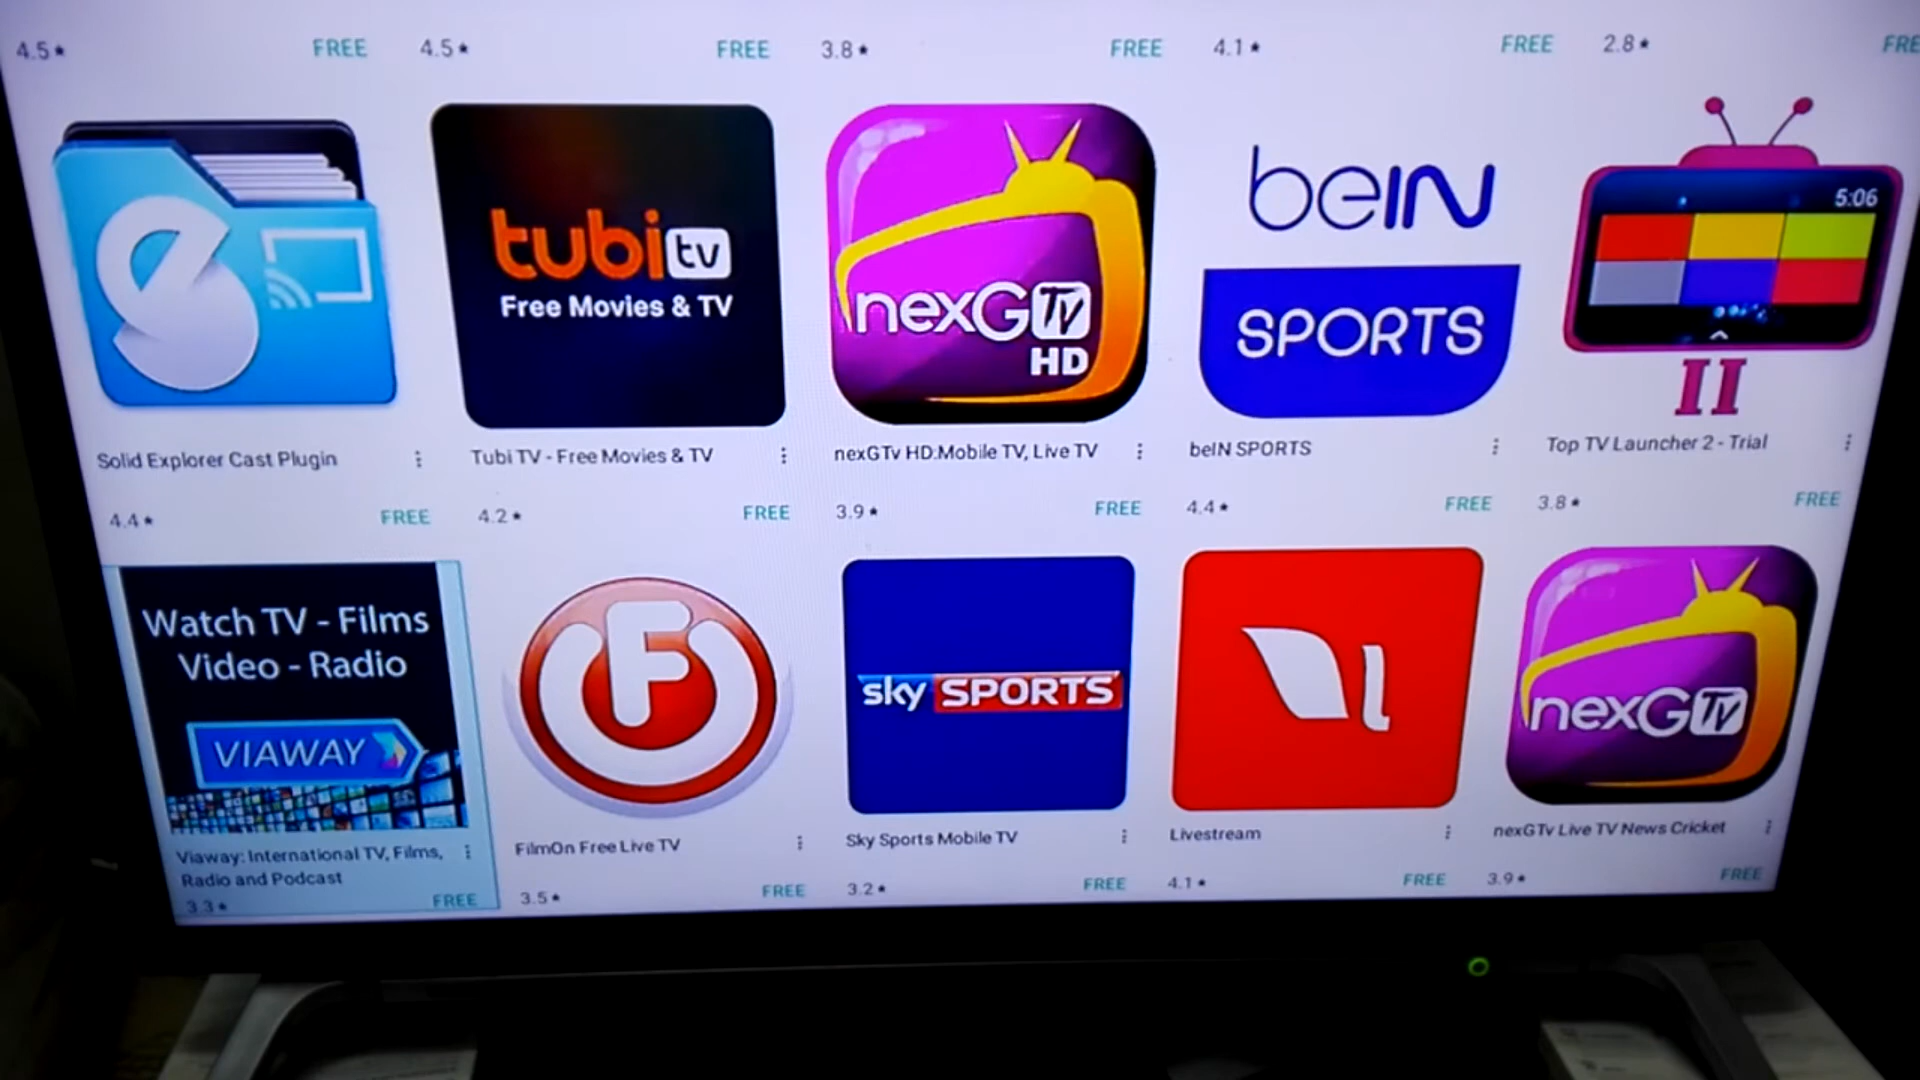 4.5★ FREE 4.5★ FREE 3.8★ FREE 4.1★ FREE 2.8★ FRE
S tubi tv Free Movies & TV nexGTv HD beIN SPORTS 5:06 II
Solid Explorer Cast Plugin
Tubi TV - Free Movies & TV
nexGTv HD:Mobile TV, Live TV
beIN SPORTS
Top TV Launcher 2 - Trial
4.4★ FREE 4.2★ FREE 3.9★ FREE 4.4★ FREE 3.8★ FREE
Watch TV - Films
Video - Radio
VIAWAY
F
sky SPORTS
nexGTv
Viaway: International TV, Films,
Radio and Podcast
FilmOn Free Live TV
Sky Sports Mobile TV
Livestream
nexGTv Live TV News Cricket
3.3★ FREE 3.5★ FREE 3.2★ FREE 4.1★ FREE 3.9★ FREE